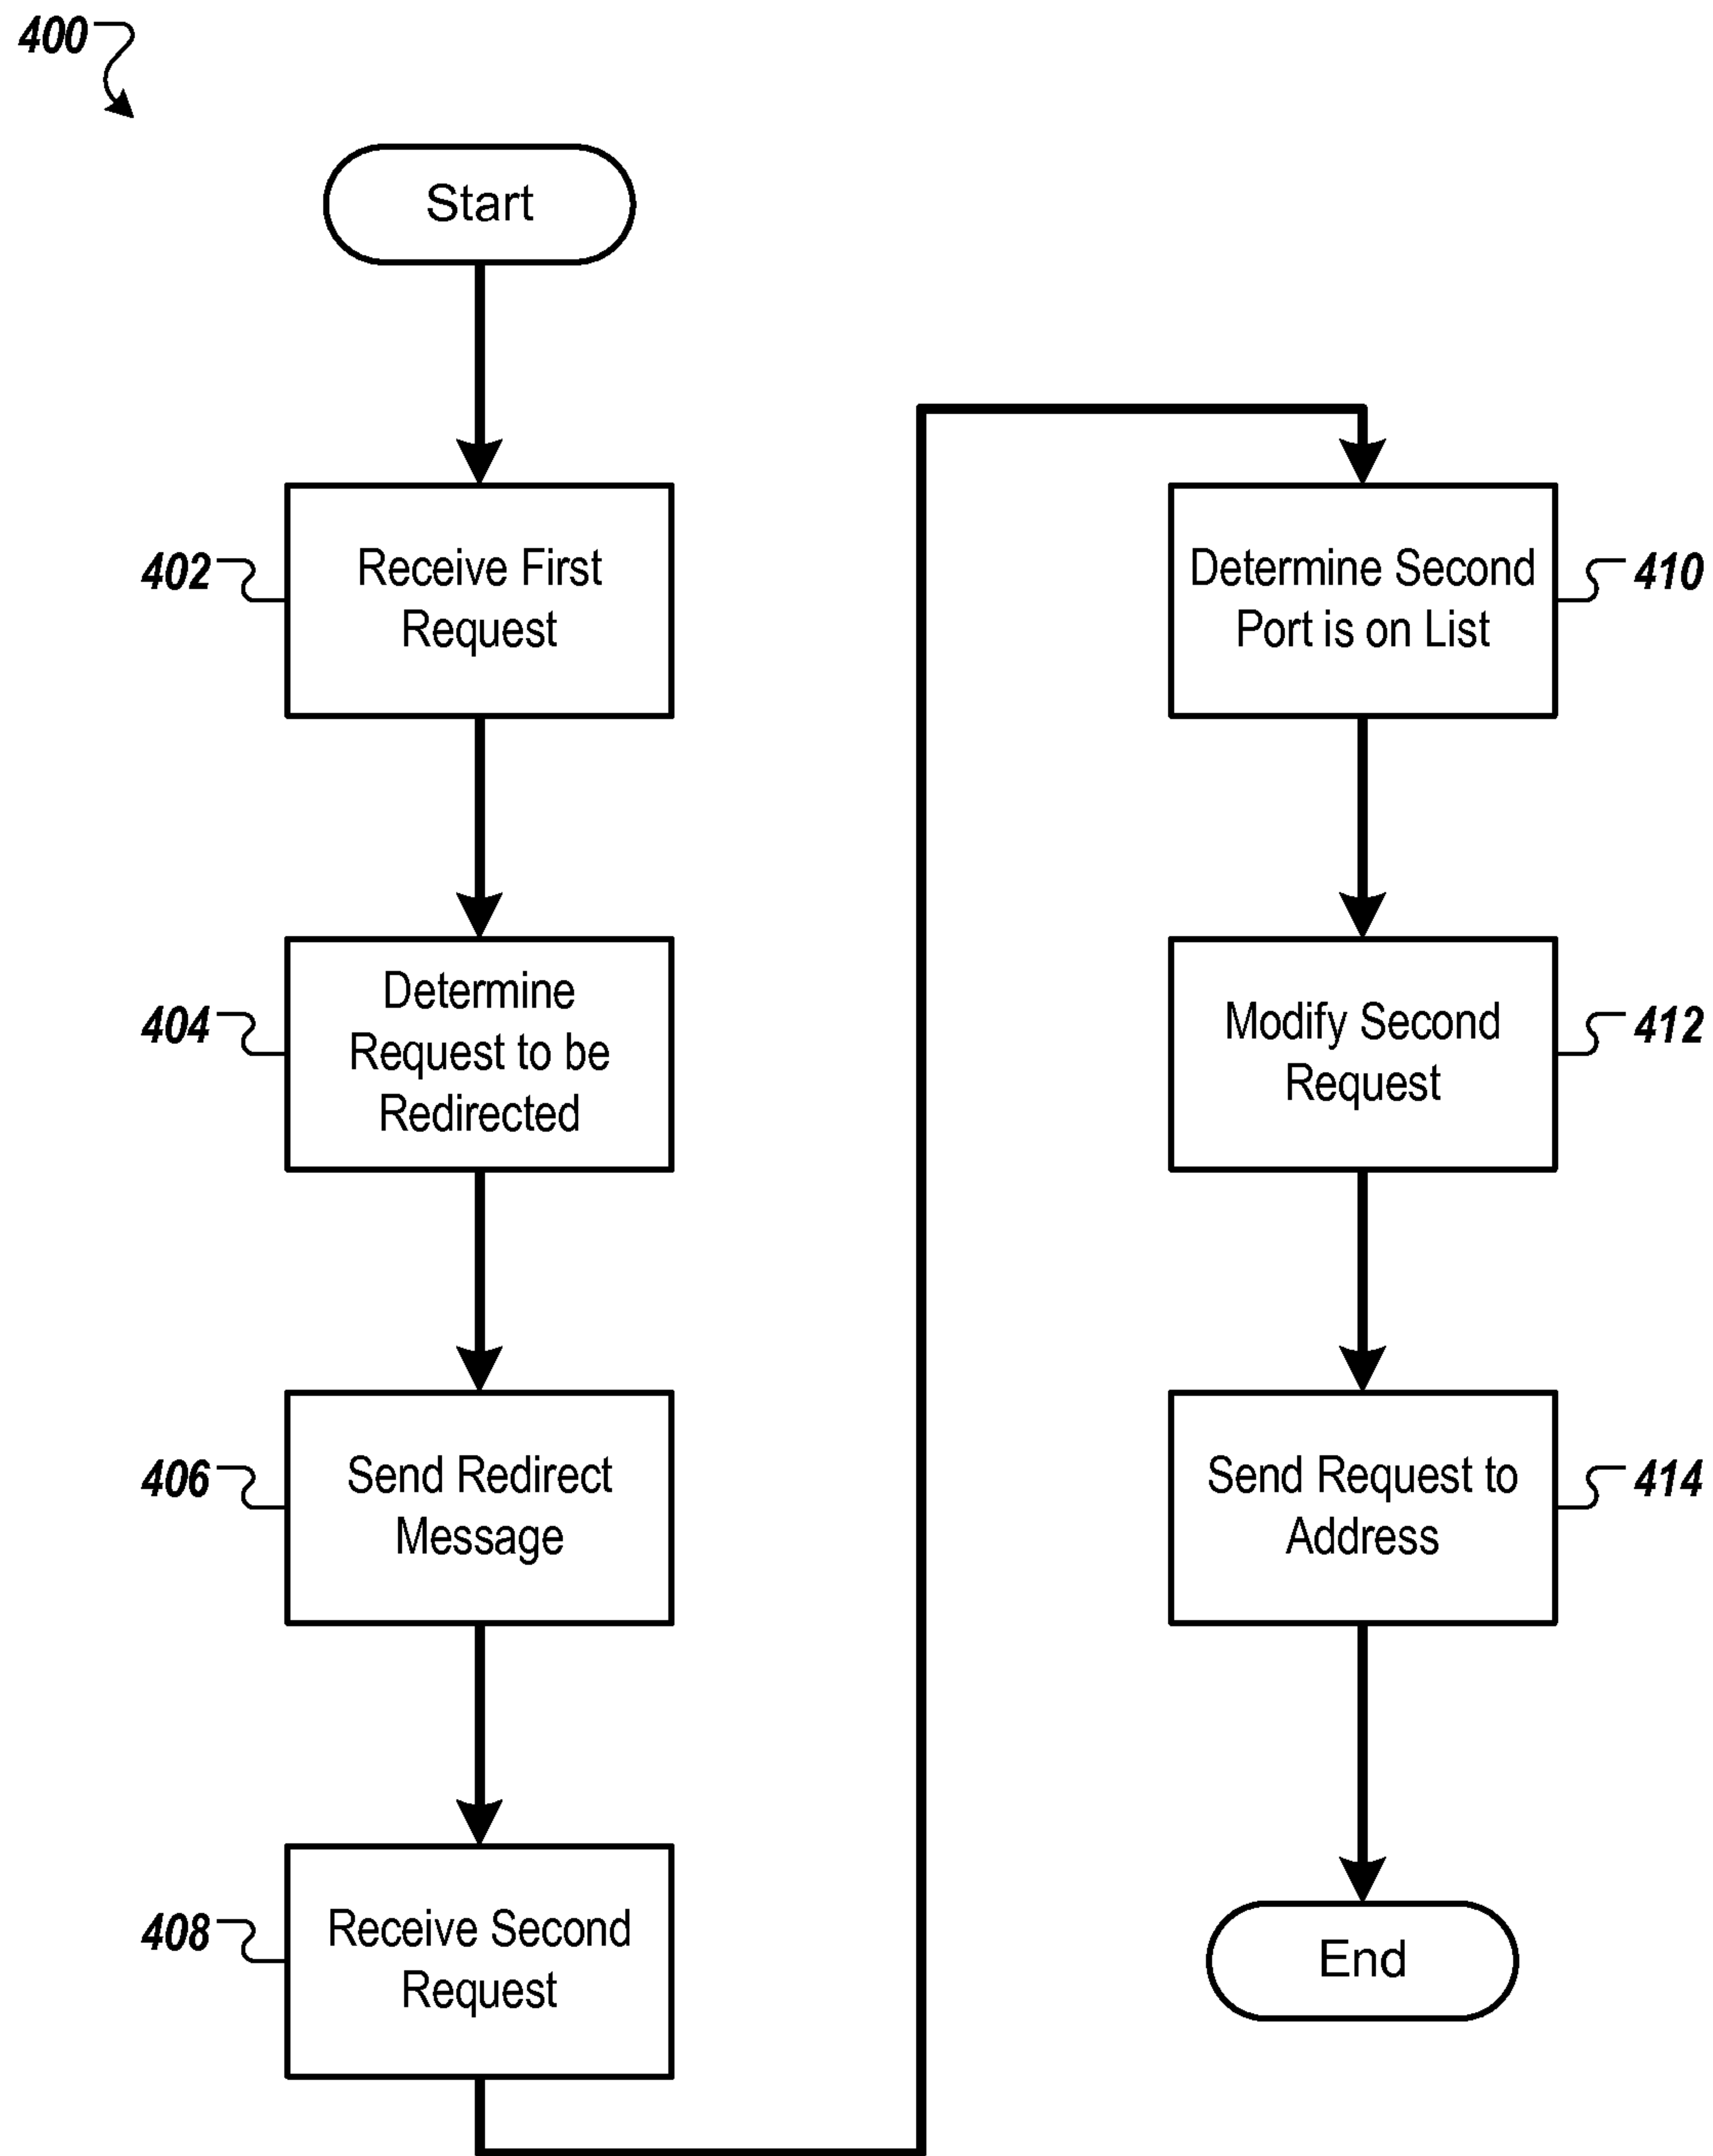 400
Start
402
Receive First
Request
404
Determine
Request to be
Redirected
406
Send Redirect
Message
408
Receive Second
Request
Determine Second
Port is on List
410
Modify Second
Request
412
Send Request to
Address
414
End